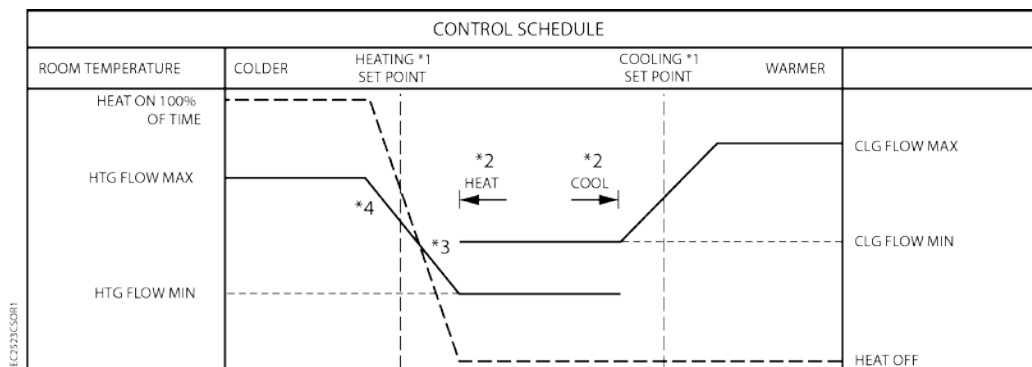 CONTROL SCHEDULE
ROOM TEMPERATURE
COLDER
HEATING *1
SET POINT
COOLING *1
SET POINT
WARMER
HEAT ON 100%
OF TIME
HTG FLOW MAX
HTG FLOW MIN
*4
*3
*2
HEAT
*2
COOL
CLG FLOW MAX
CLG FLOW MIN
HEAT OFF
EC2523CSOR1